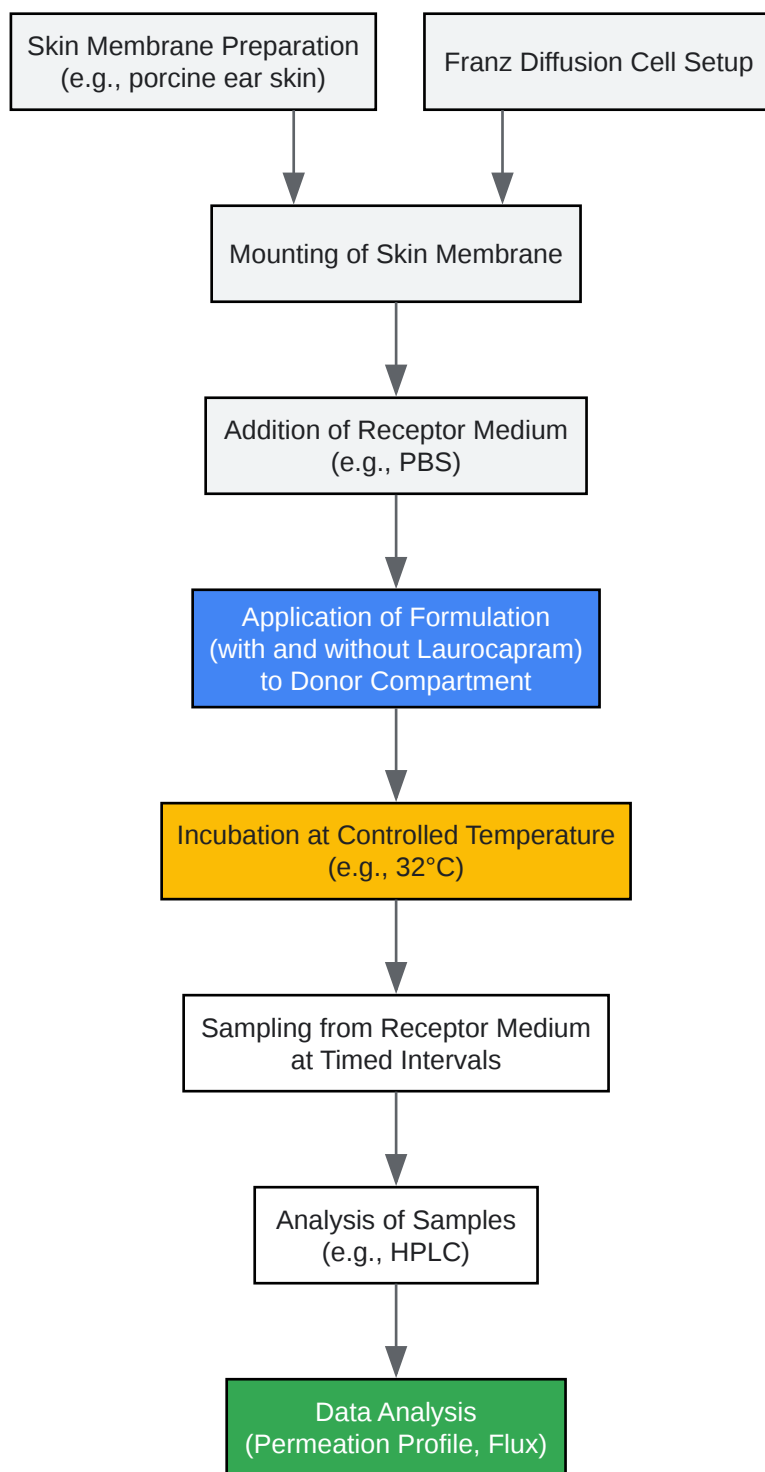 Skin Membrane Preparation
(e.g., porcine ear skin)
Franz Diffusion Cell Setup
Mounting of Skin Membrane
Addition of Receptor Medium
(e.g., PBS)
Application of Formulation
(with and without Laurocapram)
to Donor Compartment
Incubation at Controlled Temperature
(e.g., 32°C)
Sampling from Receptor Medium
at Timed Intervals
Analysis of Samples
(e.g., HPLC)
Data Analysis
(Permeation Profile, Flux)